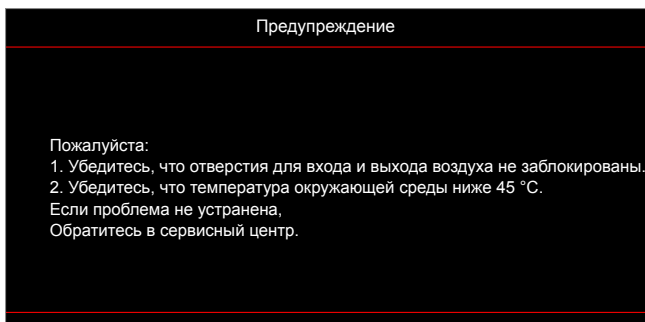 Предупреждение
Пожалуйста:
1. Убедитесь, что отверстия для входа и выхода воздуха не заблокированы.
2. Убедитесь, что температура окружающей среды ниже 45 °C.
Если проблема не устранена,
Обратитесь в сервисный центр.